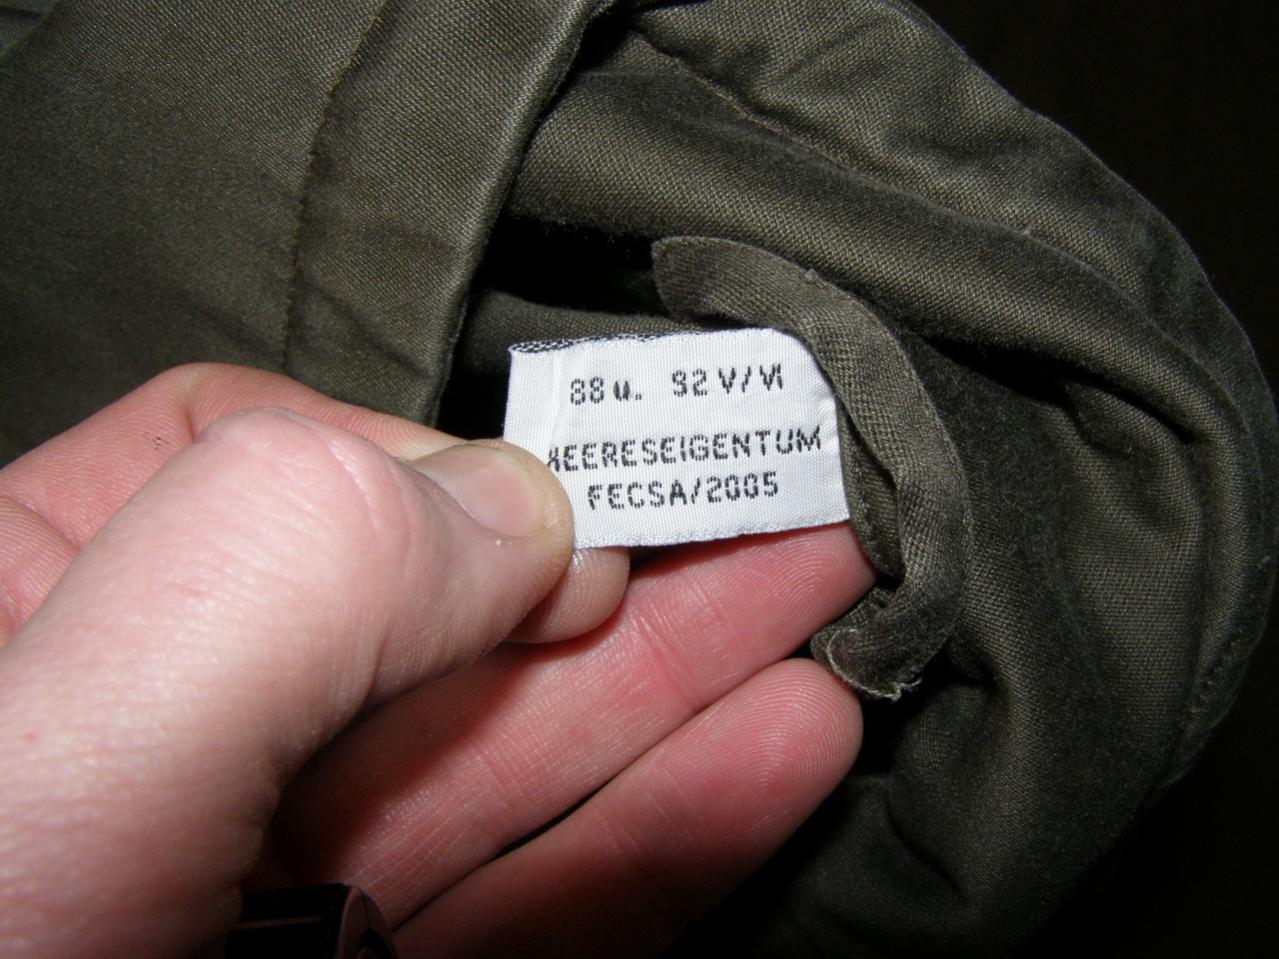 88 u. 92 V/VI
HEERESEIGENTUM
FECSA/2005